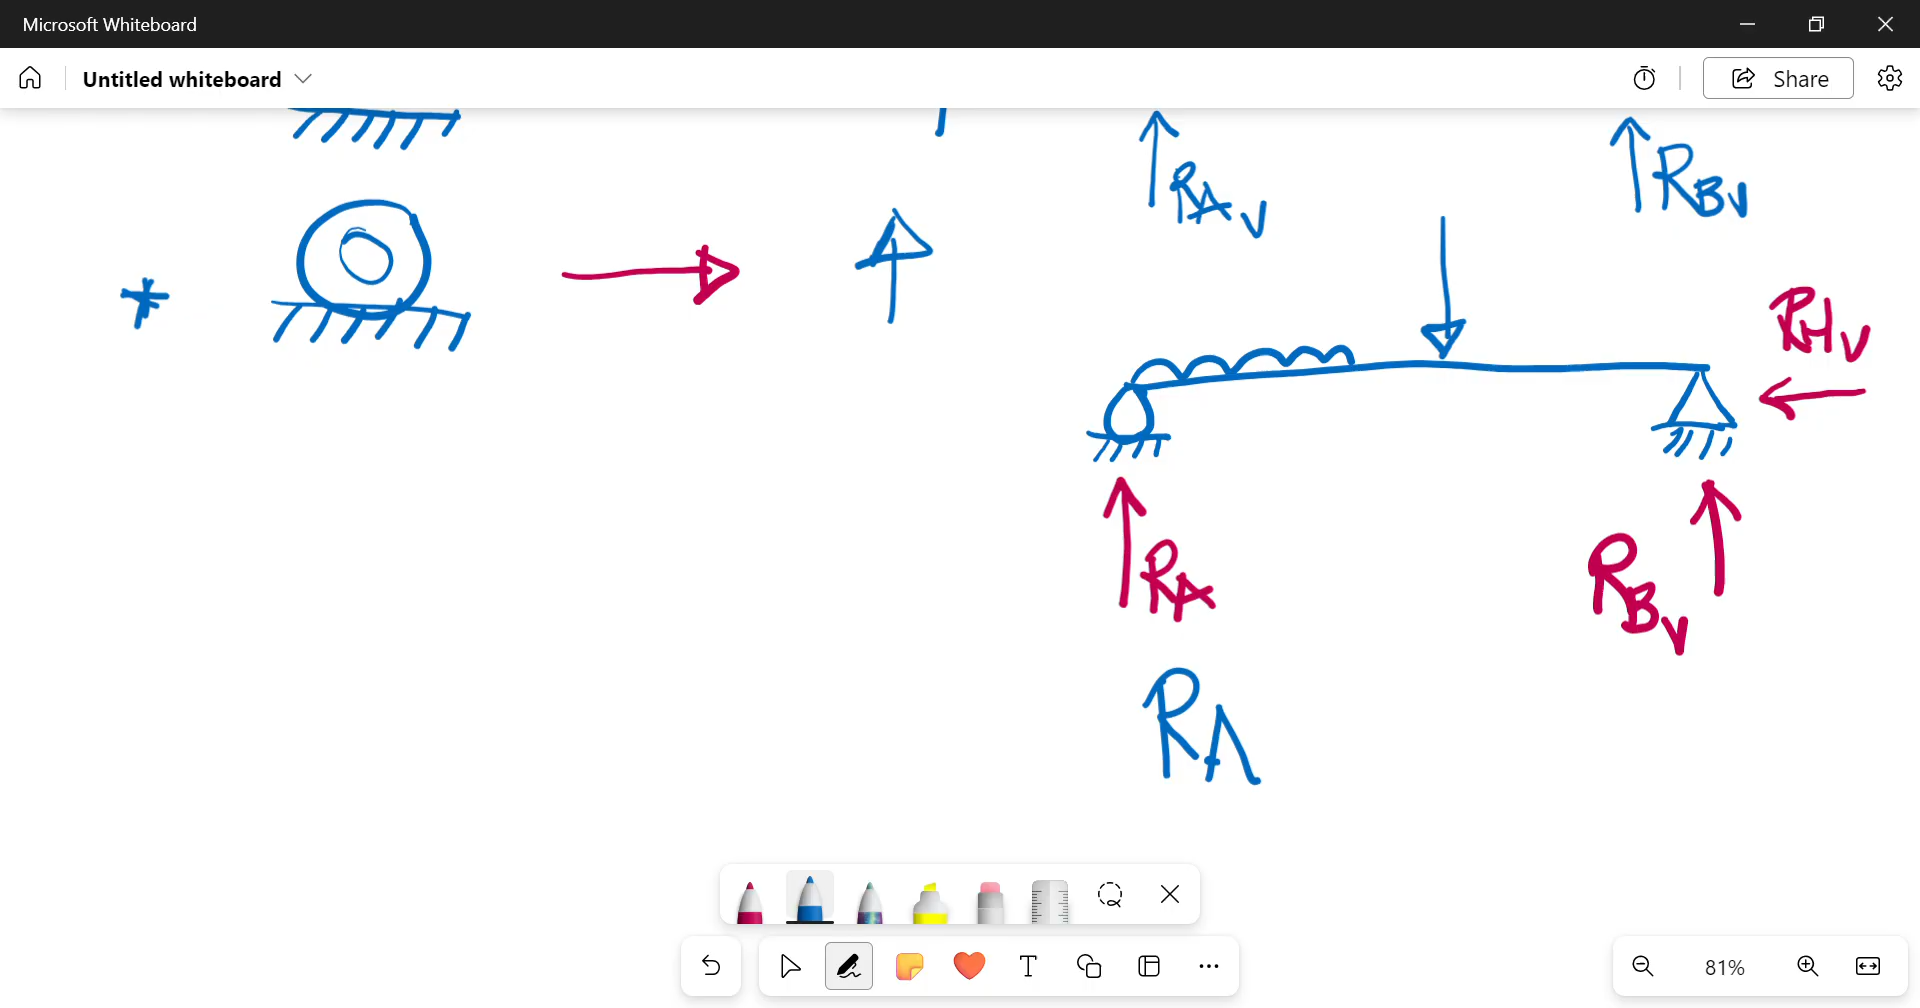 Microsoft Whiteboard
Untitled whiteboard
Share
RAV
RBV
*
RHV
RA
RBV
RA
T
81%